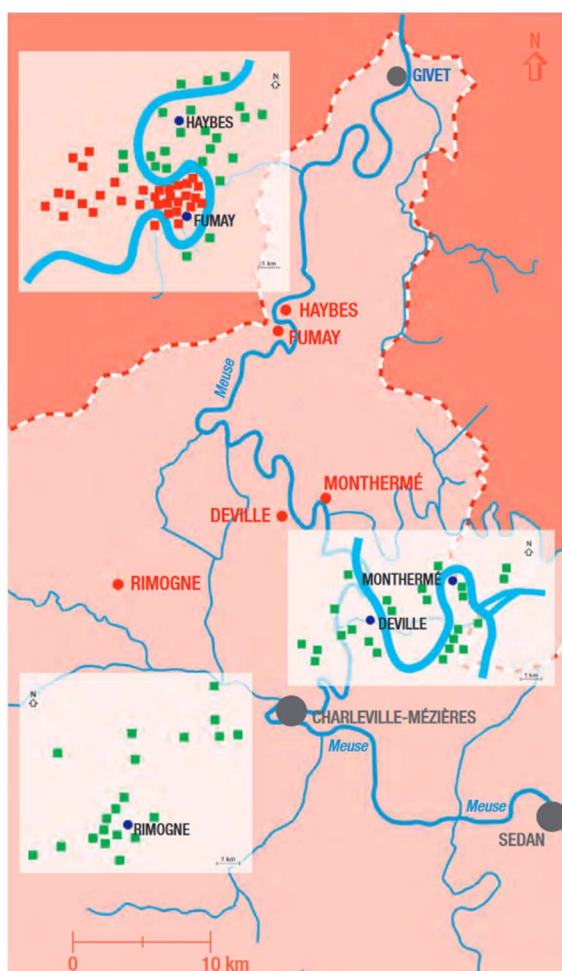 N
GIVET
N
HAYBES
FUMAY
1 km
HAYBES
FUMAY
Meuse
MONTHERMÉ
DEVILLE
RIMOGNE
N
MONTHERMÉ
DEVILLE
1 km
N
RIMOGNE
1 km
CHARLEVILLE-MÉZIÈRES
Meuse
Meuse
SEDAN
0 10 km